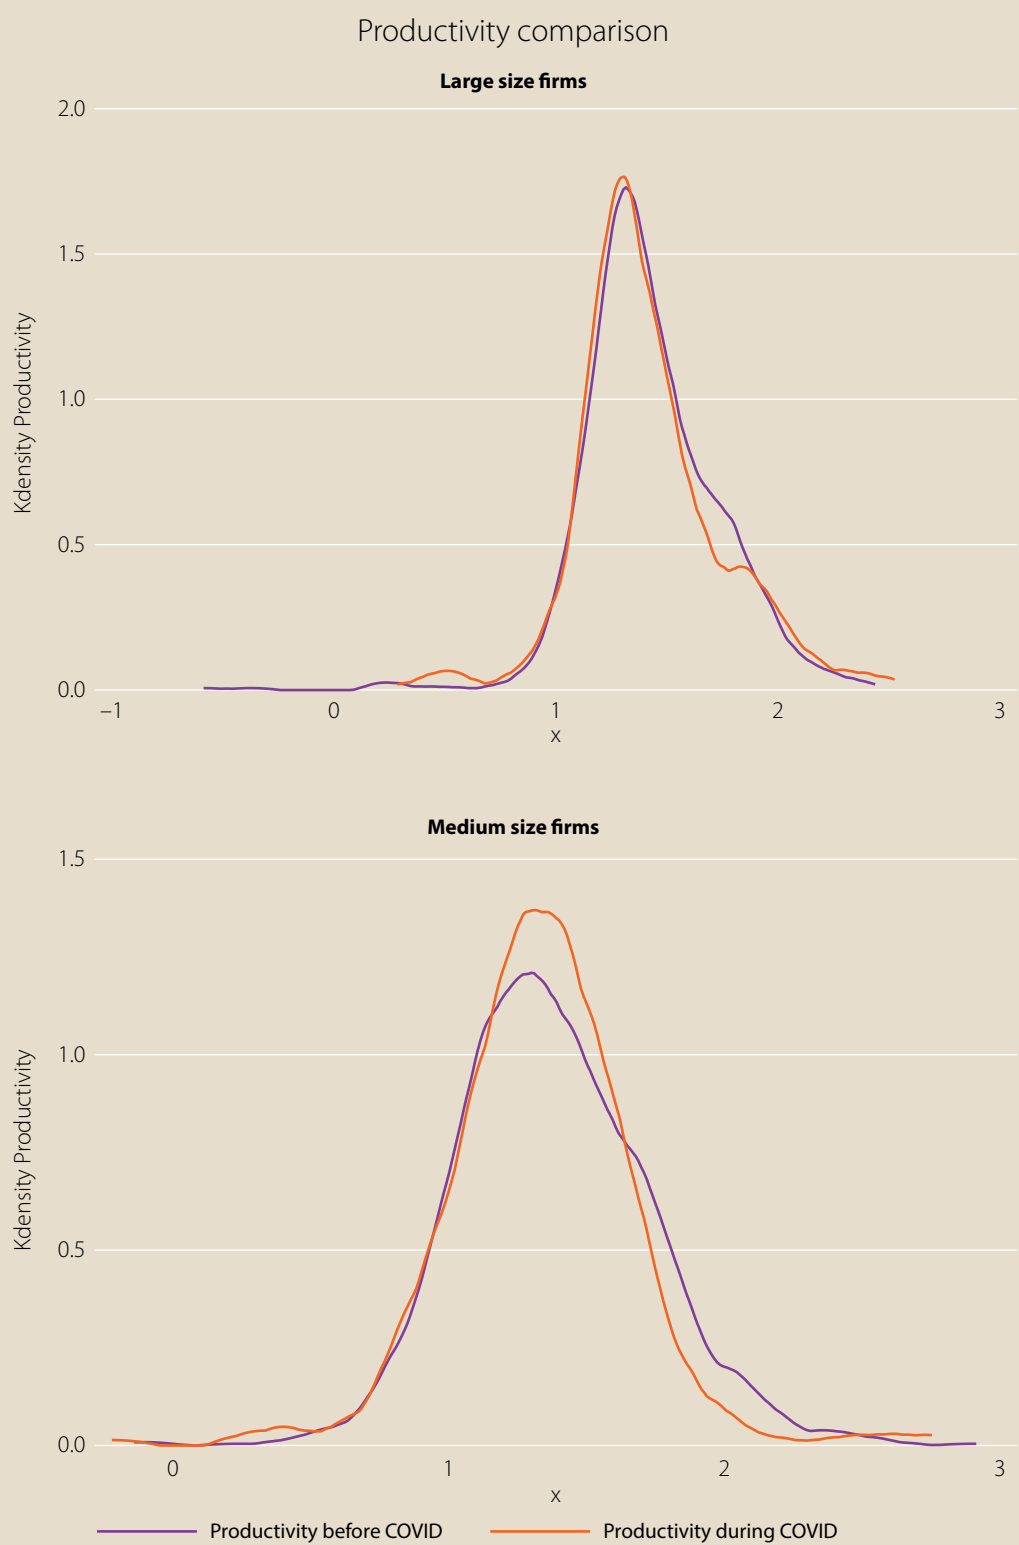 Productivity comparison
Large size firms
2.0
1.5
1.0
0.5
0.0
Kdensity Productivity
–1 0 1 2 3
x
Medium size firms
1.5
1.0
0.5
0.0
Kdensity Productivity
0 1 2 3
x
Productivity before COVID Productivity during COVID